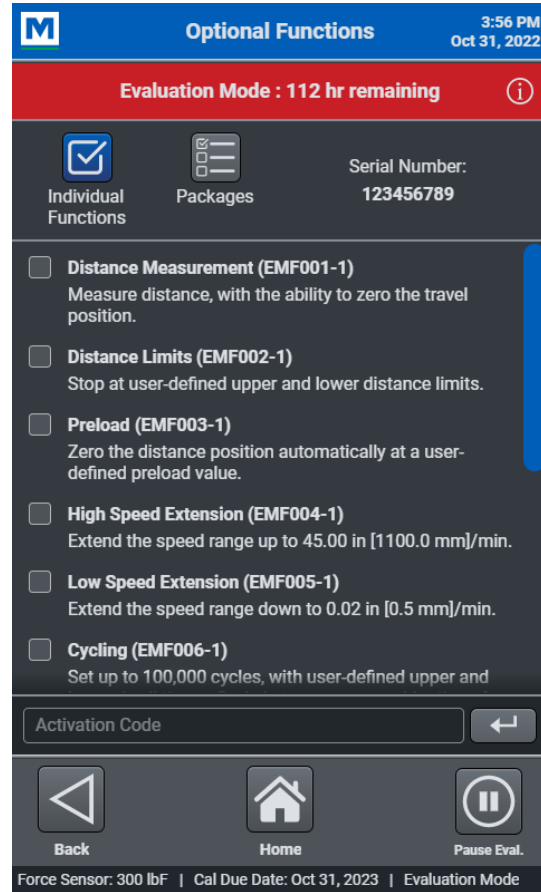 M
Optional Functions
3:56 PM
Oct 31, 2022
Evaluation Mode : 112 hr remaining
i
Individual
Functions
Packages
Serial Number:
123456789
Distance Measurement (EMF001-1)
Measure distance, with the ability to zero the travel
position.
Distance Limits (EMF002-1)
Stop at user-defined upper and lower distance limits.
Preload (EMF003-1)
Zero the distance position automatically at a user-
defined preload value.
High Speed Extension (EMF004-1)
Extend the speed range up to 45.00 in [1100.0 mm]/min.
Low Speed Extension (EMF005-1)
Extend the speed range down to 0.02 in [0.5 mm]/min.
Cycling (EMF006-1)
Set up to 100,000 cycles, with user-defined upper and
Activation Code
Back
Home
Pause Eval.
Force Sensor: 300 lbF | Cal Due Date: Oct 31, 2023 | Evaluation Mode